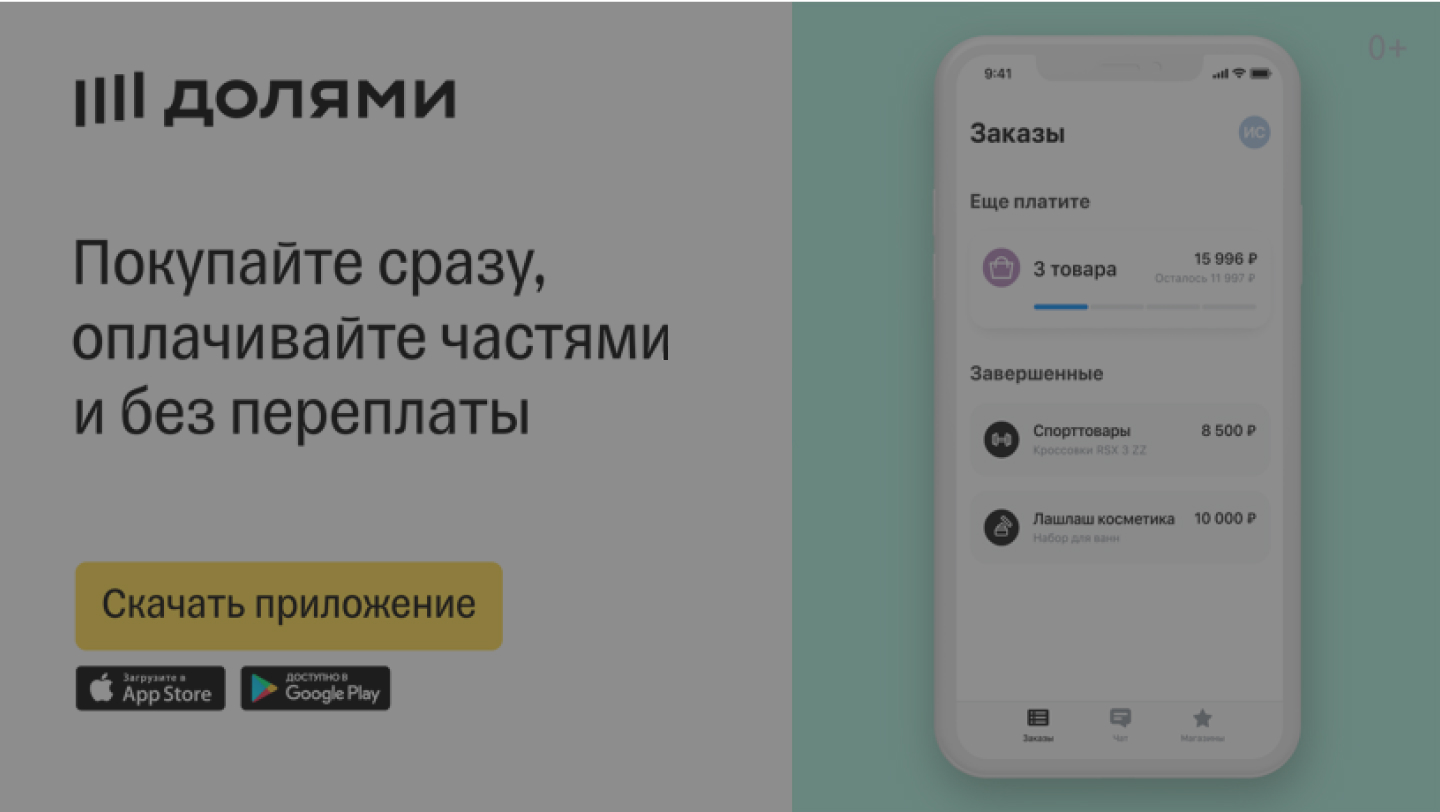 долями
Покупайте сразу,
оплачивайте частями
и без переплаты
Скачать приложение
Загрузите в
App Store
ДОСТУПНО В
Google Play
0+
9:41
Заказы
ИС
Еще платите
3 товара
15 996 ₽
Осталось 11 997 ₽
Завершенные
Спорттовары
8 500 ₽
Кроссовки RSX 3 ZZ
Лашлаш косметика
10 000 ₽
Набор для ванн
Заказы
Чат
Магазины